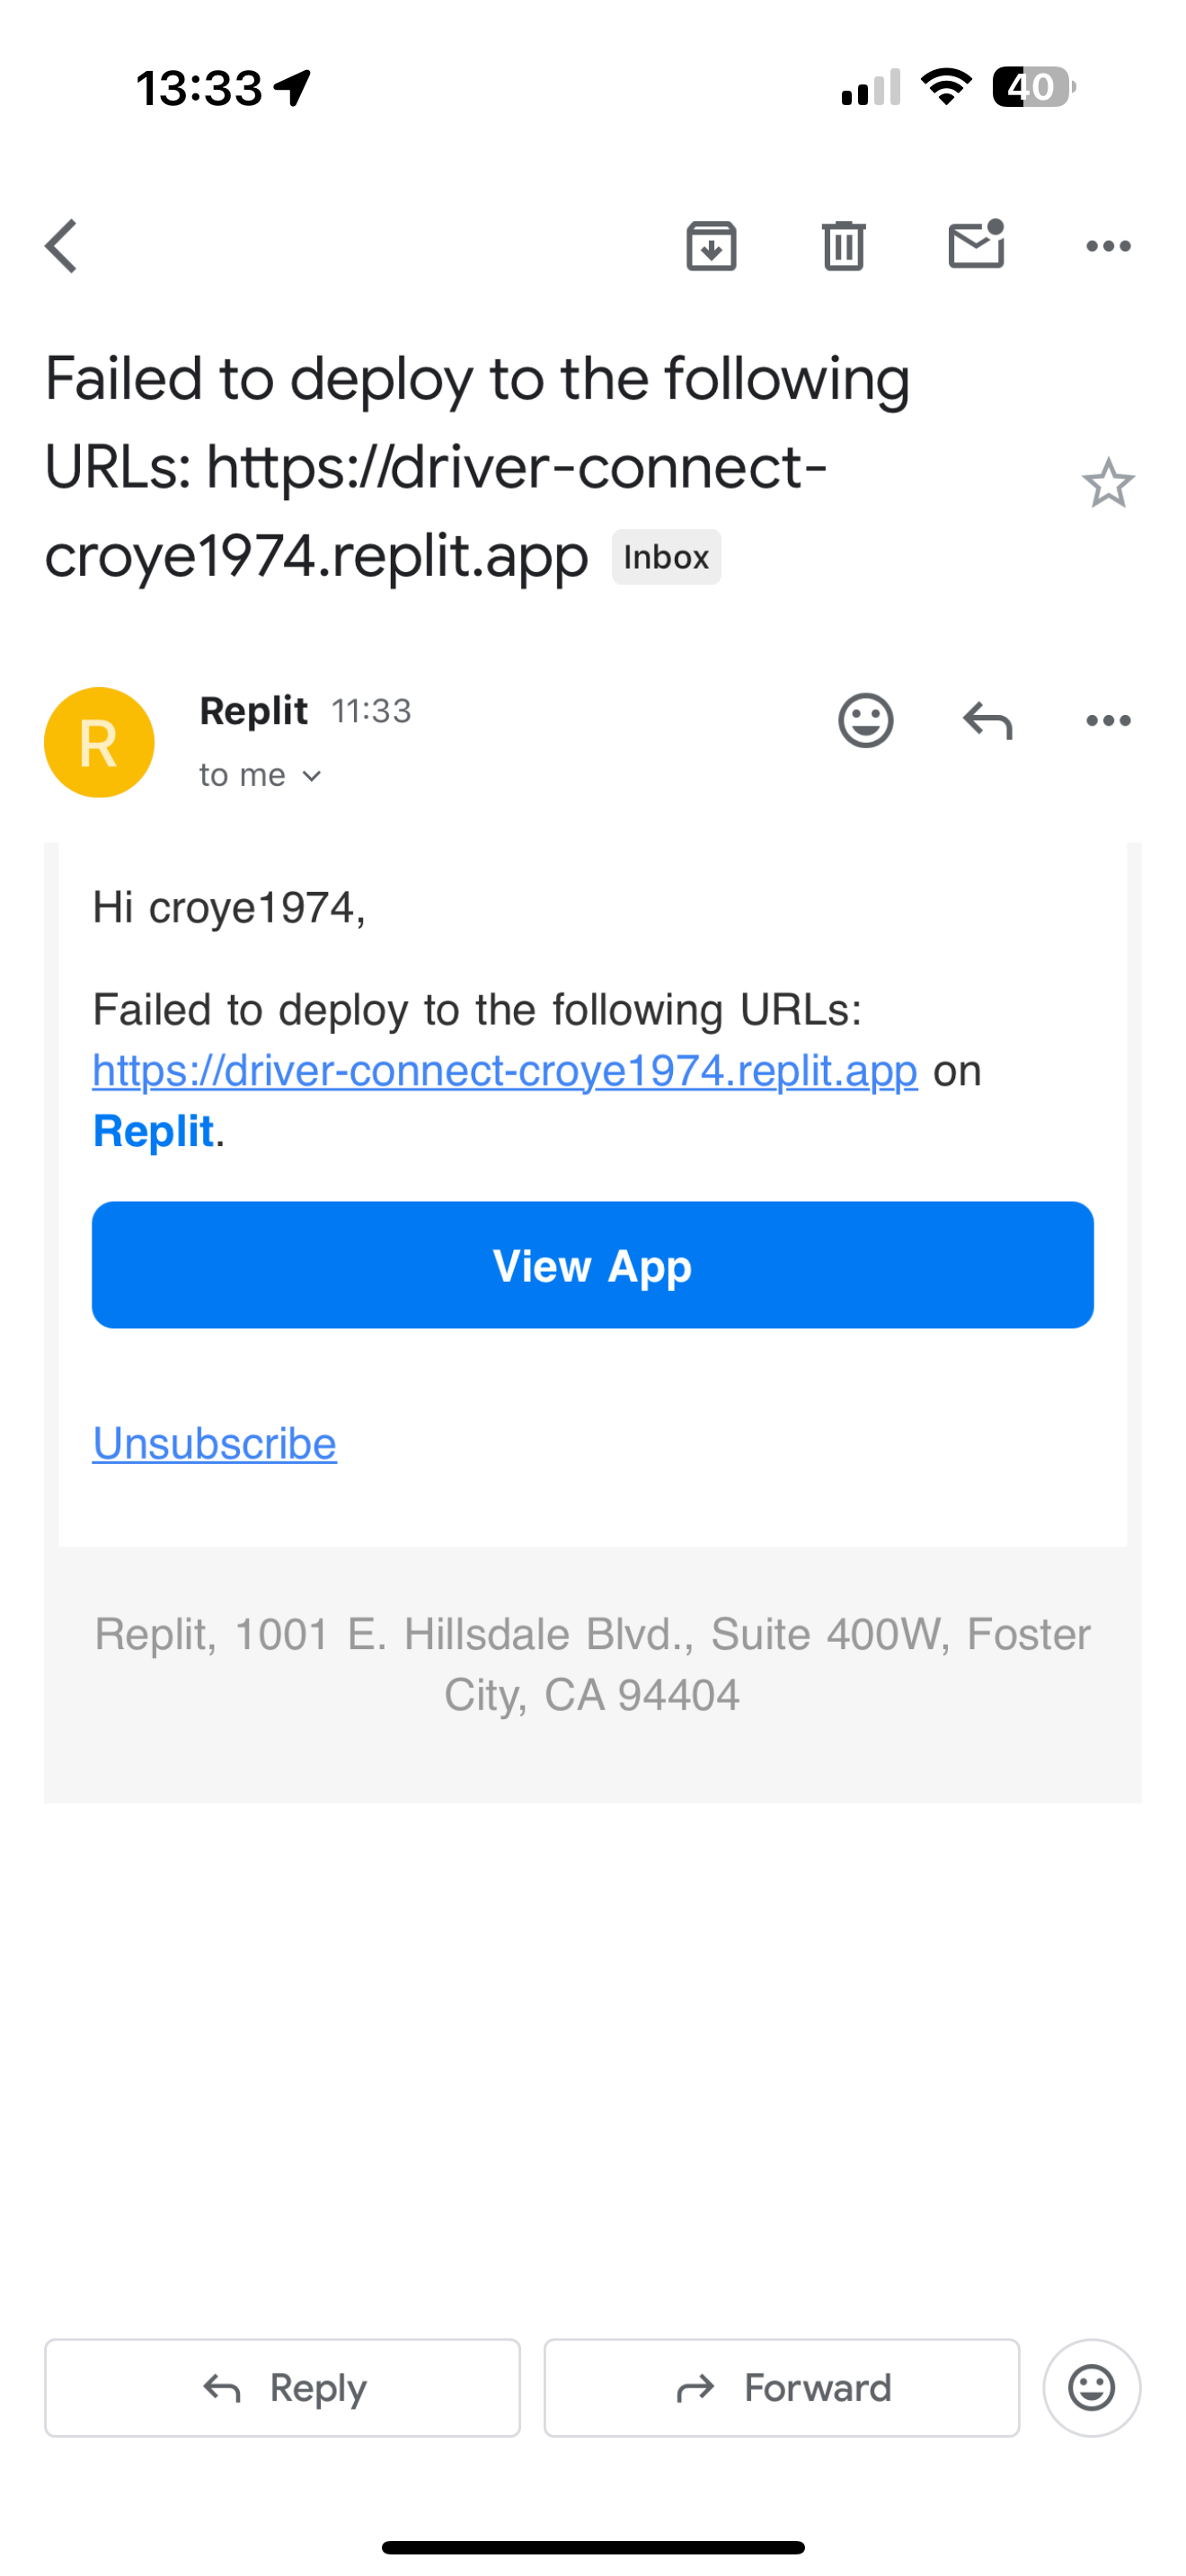 13:33
40
Failed to deploy to the following
URLs: https://driver-connect-
croye1974.replit.app Inbox
R
Replit 11:33
to me
Hi croye1974,
Failed to deploy to the following URLs:
https://driver-connect-croye1974.replit.app on
Replit.
View App
Unsubscribe
Replit, 1001 E. Hillsdale Blvd., Suite 400W, Foster
City, CA 94404
Reply
Forward